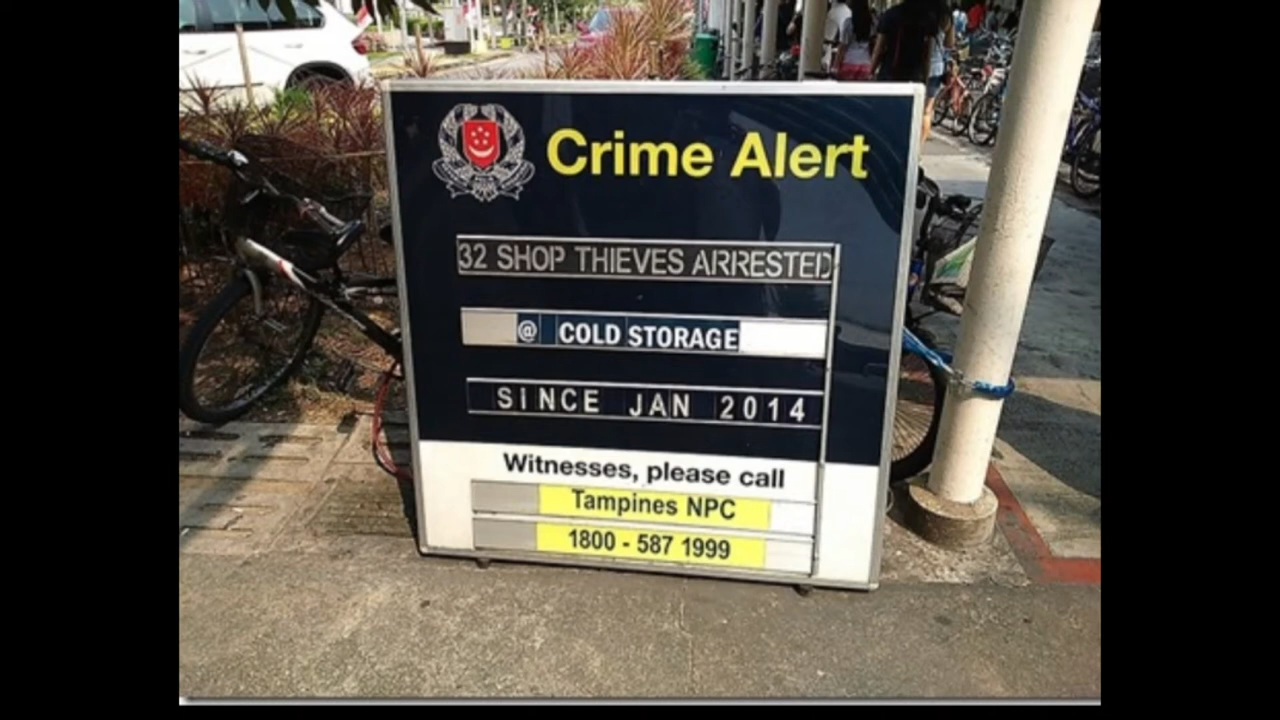 Crime Alert
32 SHOP THIEVES ARRESTED
@ COLD STORAGE
SINCE JAN 2014
Witnesses, please call
Tampines NPC
1800 - 587 1999